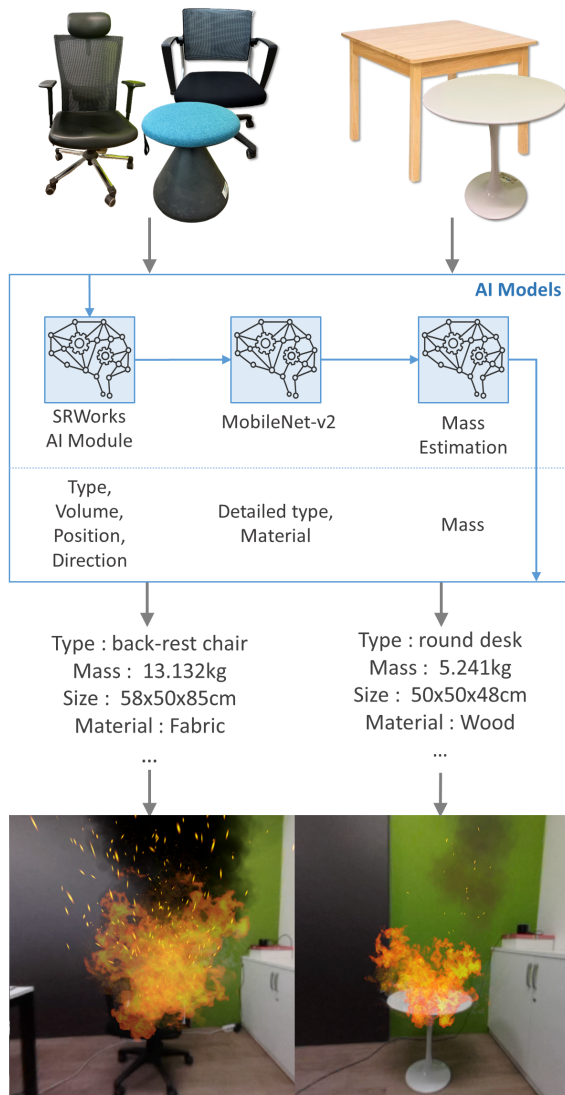 AI Models
SRWorks
AI Module
MobileNet-v2
Mass
Estimation
Type,
Volume,
Position,
Direction
Detailed type,
Material
Mass
Type : back-rest chair
Mass : 13.132kg
Size : 58x50x85cm
Material : Fabric
...
Type : round desk
Mass : 5.241kg
Size : 50x50x48cm
Material : Wood
...